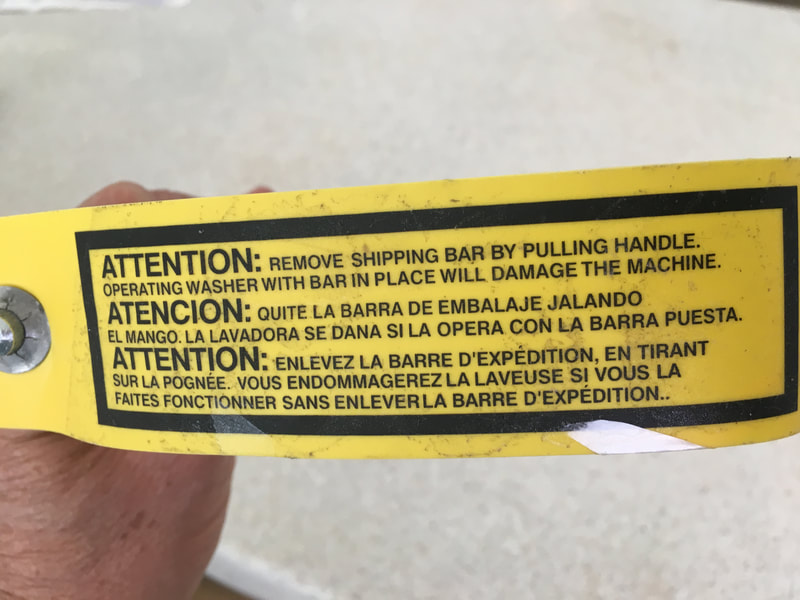 ATTENTION: REMOVE SHIPPING BAR BY PULLING HANDLE.
OPERATING WASHER WITH BAR IN PLACE WILL DAMAGE THE MACHINE.
ATENCION: QUITE LA BARRA DE EMBALAJE JALANDO
EL MANGO. LA LAVADORA SE DANA SI LA OPERA CON LA BARRA PUESTA.
ATTENTION: ENLEVEZ LA BARRE D'EXPÉDITION, EN TIRANT
SUR LA POGNÉE. VOUS ENDOMMAGEREZ LA LAVEUSE SI VOUS LA
FAITES FONCTIONNER SANS ENLEVER LA BARRE D'EXPÉDITION..